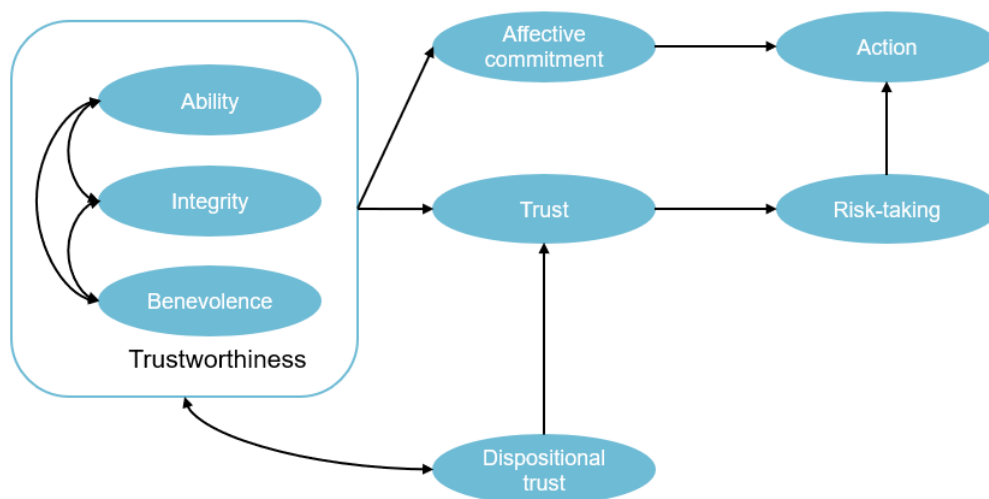 Affective
commitment
Action
Ability
Integrity
Trust
Risk-taking
Benevolence
Trustworthiness
Dispositional
trust